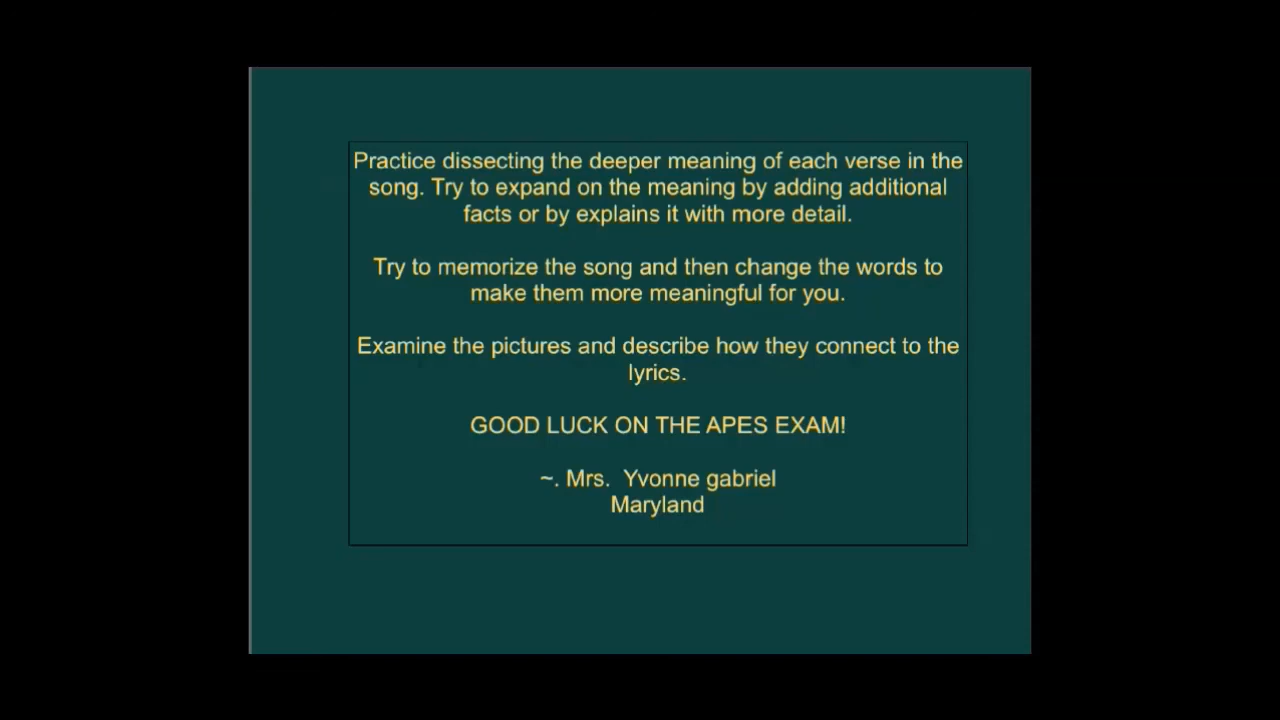 Practice dissecting the deeper meaning of each verse in the
song. Try to expand on the meaning by adding additional
facts or by explains it with more detail.
Try to memorize the song and then change the words to
make them more meaningful for you.
Examine the pictures and describe how they connect to the
lyrics.
GOOD LUCK ON THE APES EXAM!
~. Mrs.  Yvonne gabriel
Maryland